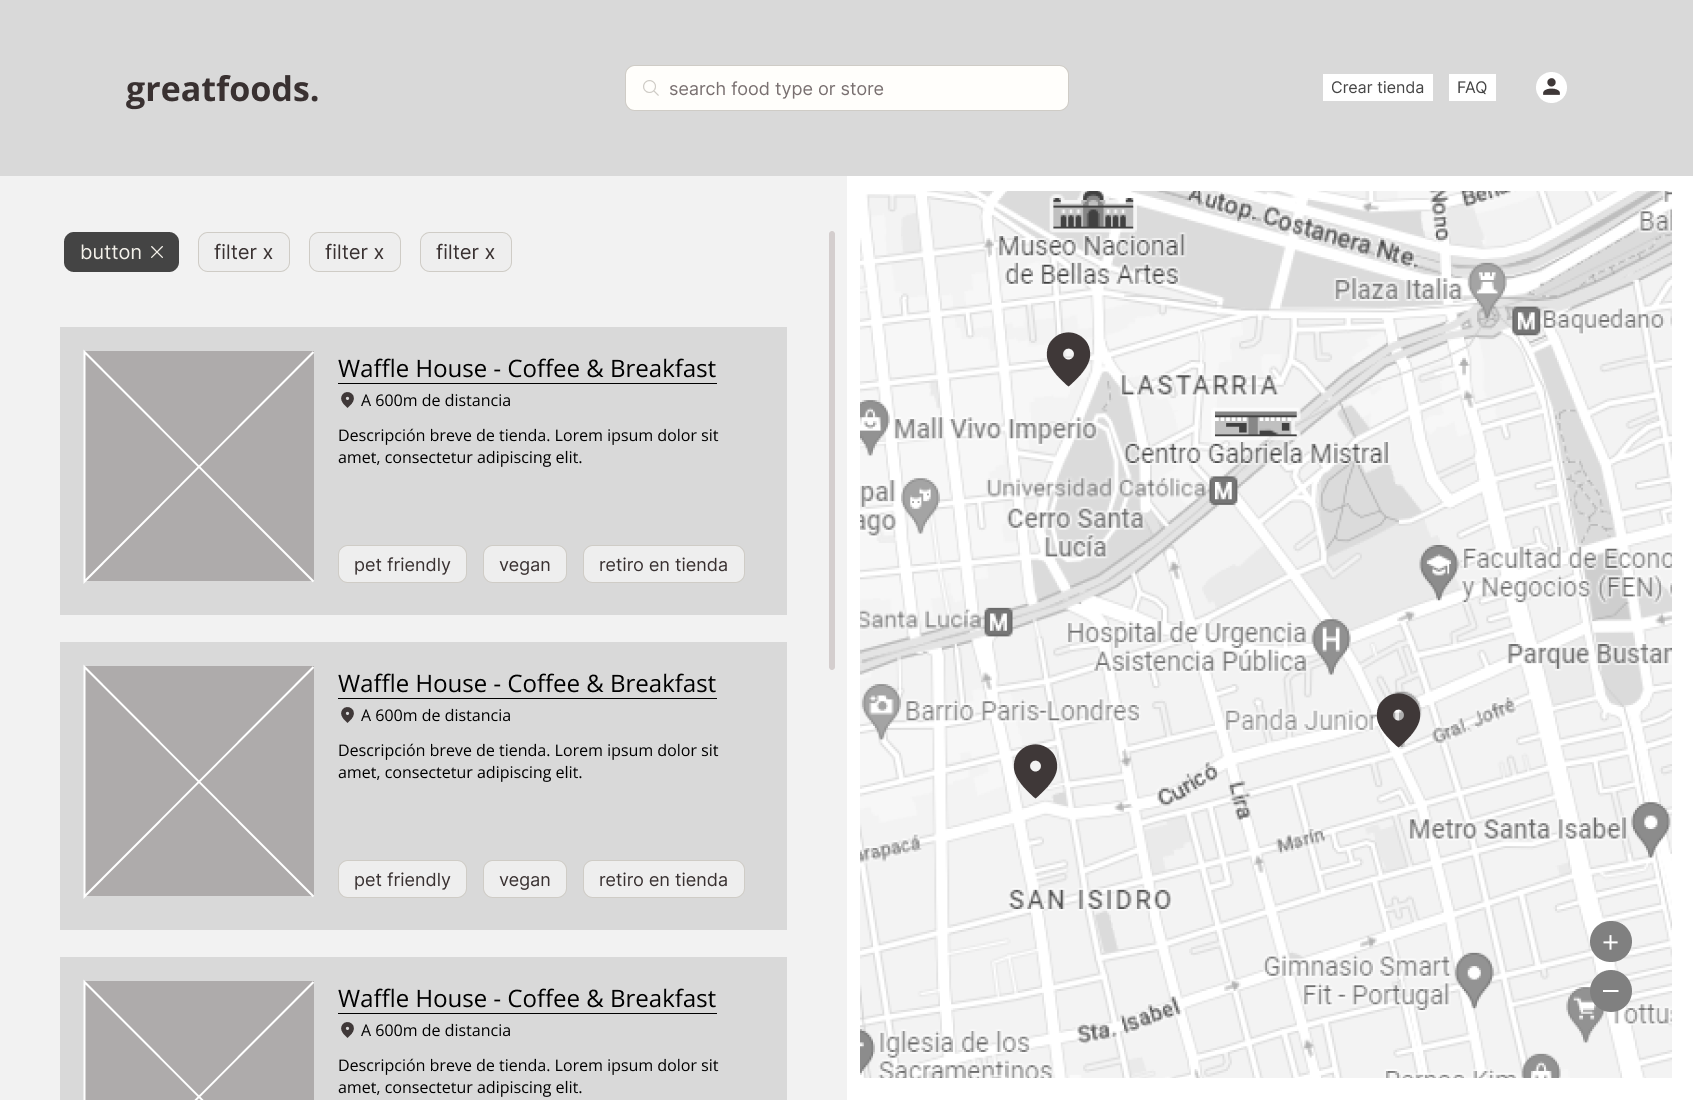 greatfoods.
search food type or store
Crear tienda
FAQ
button
filter x
filter x
filter x
Waffle House - Coffee & Breakfast
A 600m de distancia
Descripción breve de tienda. Lorem ipsum dolor sit
amet, consectetur adipiscing elit.
pet friendly
vegan
retiro en tienda
Waffle House - Coffee & Breakfast
A 600m de distancia
Descripción breve de tienda. Lorem ipsum dolor sit
amet, consectetur adipiscing elit.
pet friendly
vegan
retiro en tienda
Waffle House - Coffee & Breakfast
A 600m de distancia
Descripción breve de tienda. Lorem ipsum dolor sit
amet, consectetur adipiscing elit.
Autop. Costanera Nte.
Nono
Museo Nacional
de Bellas Artes
Plaza Italia
M
Baquedano
LASTARRIA
Mall Vivo Imperio
Centro Gabriela Mistral
pal
ago
Universidad Católica
M
Cerro Santa
Lucía
Facultad de Econo
y Negocios (FEN)
Santa Lucía
M
Hospital de Urgencia
Asistencia Pública
H
Parque Bustar
Barrio Paris-Londres
Panda Junior
Gral. Jofré
Curicó
Lira
Marín
Metro Santa Isabel
arapacá
SAN ISIDRO
Gimnasio Smart
Fit - Portugal
Sta. Isabel
Tottu
Iglesia de los
Sacramentinos